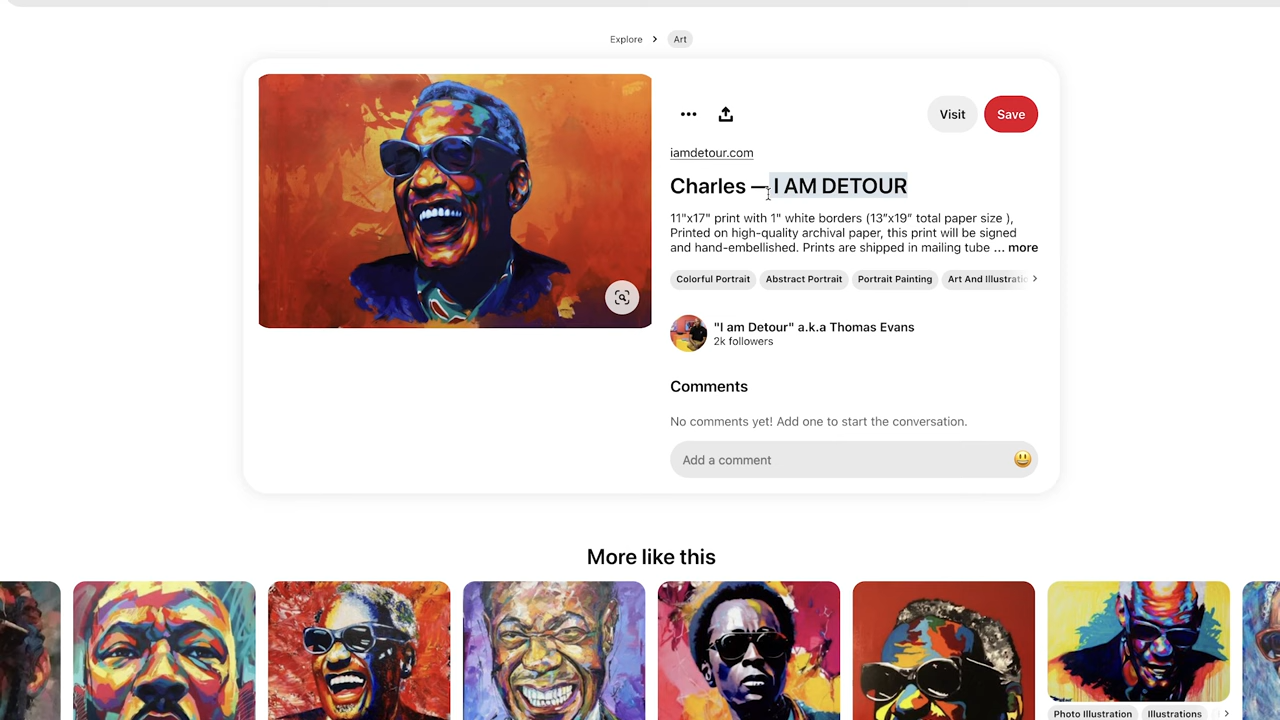 Explore > Art
Visit
Save
iamdetour.com
Charles — I AM DETOUR
11"x17" print with 1" white borders (13”x19” total paper size ),
Printed on high-quality archival paper, this print will be signed
and hand-embellished. Prints are shipped in mailing tube ... more
Colorful Portrait
Abstract Portrait
Portrait Painting
Art And Illustratio
"I am Detour" a.k.a Thomas Evans
2k followers
Comments
No comments yet! Add one to start the conversation.
Add a comment
More like this
Photo Illustration
Illustrations